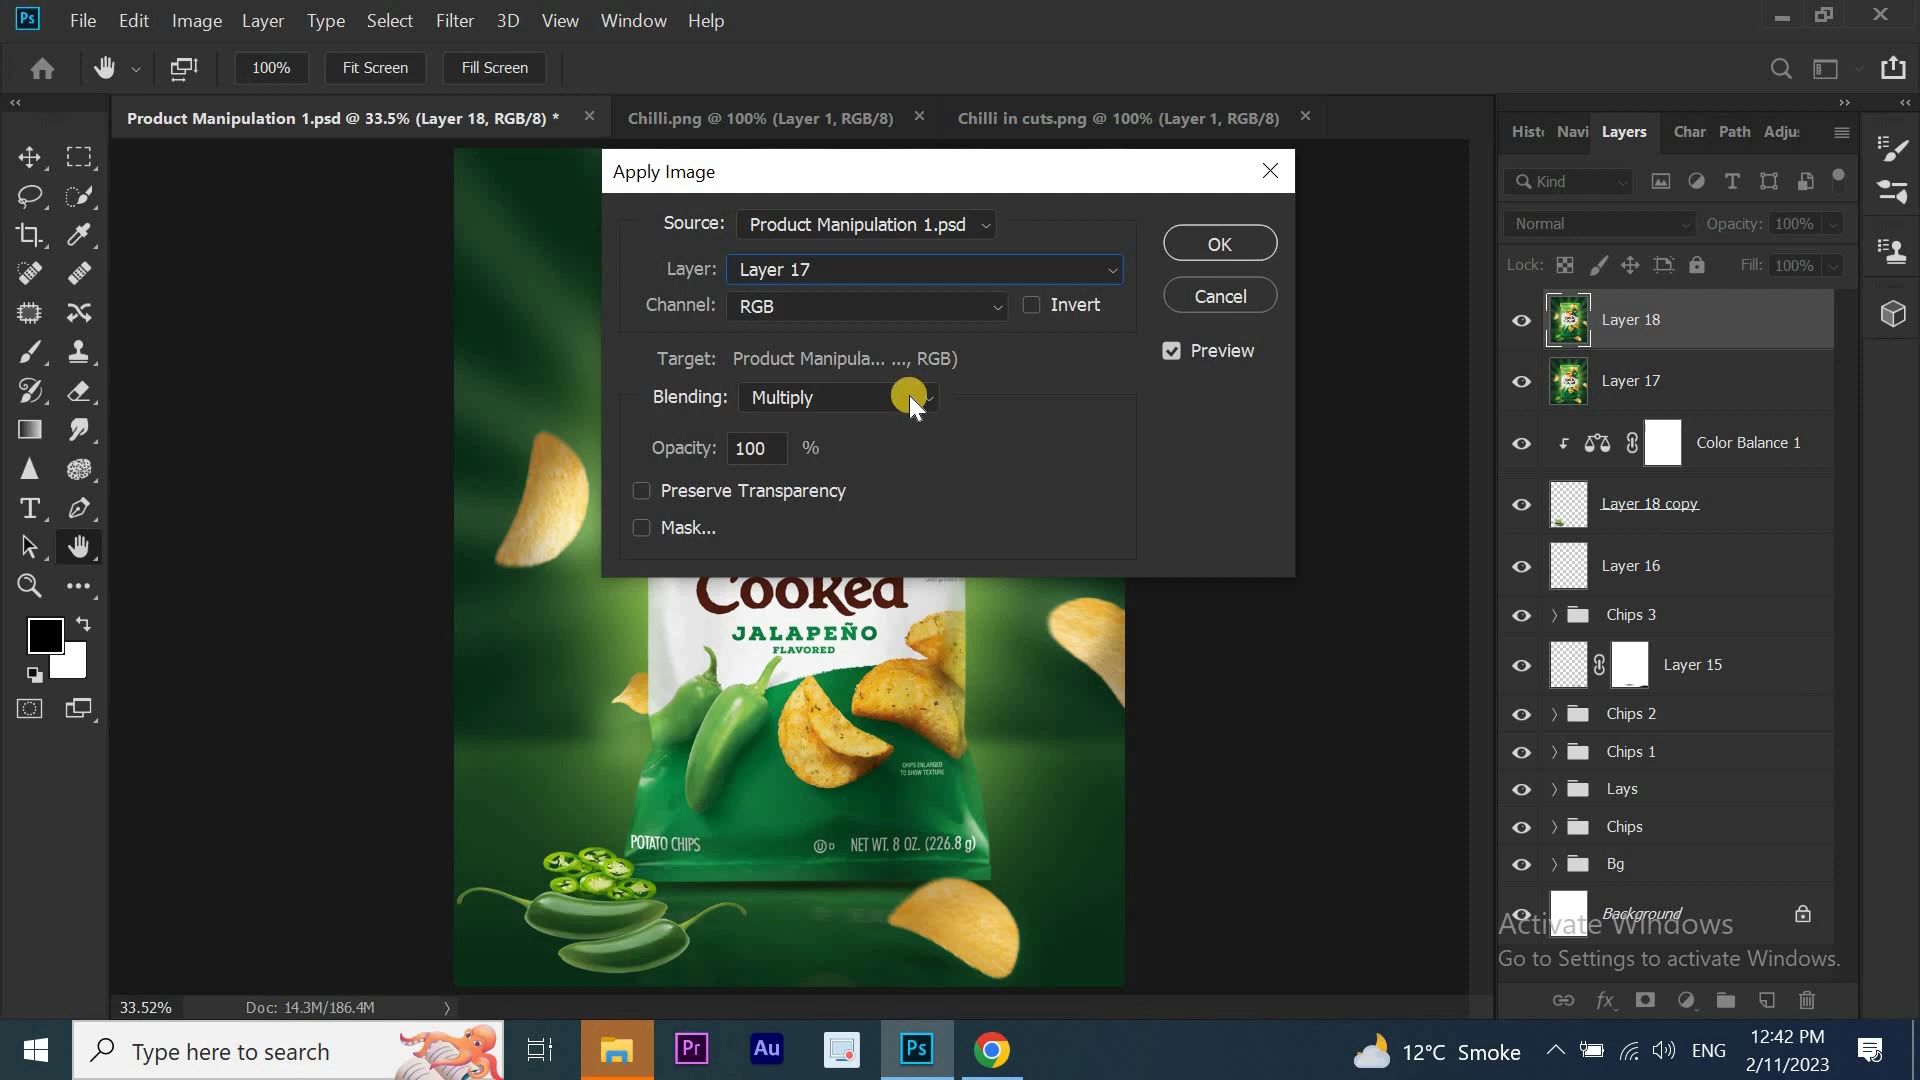 Ps File Edit Image Layer Type Select Filter 3D View Window Help
100% Fit Screen Fill Screen
Product Manipulation 1.psd @ 33.5% (Layer 18, RGB/8) * Chilli.png @ 100% (Layer 1, RGB/8) Chilli in cuts.png @ 100% (Layer 1, RGB/8)
Apply Image
Source: Product Manipulation 1.psd
Layer: Layer 17
Channel: RGB Invert
Target: Product Manipula... ..., RGB)
Blending: Multiply
Opacity: 100 %
Preserve Transparency
Mask...
OK
Cancel
Preview
Cooked
JALAPEÑO
FLAVORED
CHIPS ENLARGED
TO SHOW TEXTURE
POTATO CHIPS
U D NET WT. 8 OZ. (226.8 g)
Histo Navi Layers Char Path Adju
Kind
Normal Opacity: 100%
Lock: Fill: 100%
Layer 18
Layer 17
Color Balance 1
Layer 18 copy
Layer 16
Chips 3
Layer 15
Chips 2
Chips 1
Lays
Chips
Bg
Background
Activate Windows
Go to Settings to activate Windows.
33.52% Doc: 14.3M/186.4M
Type here to search
Pr Au Ps
12°C Smoke
ENG
12:42 PM
2/11/2023